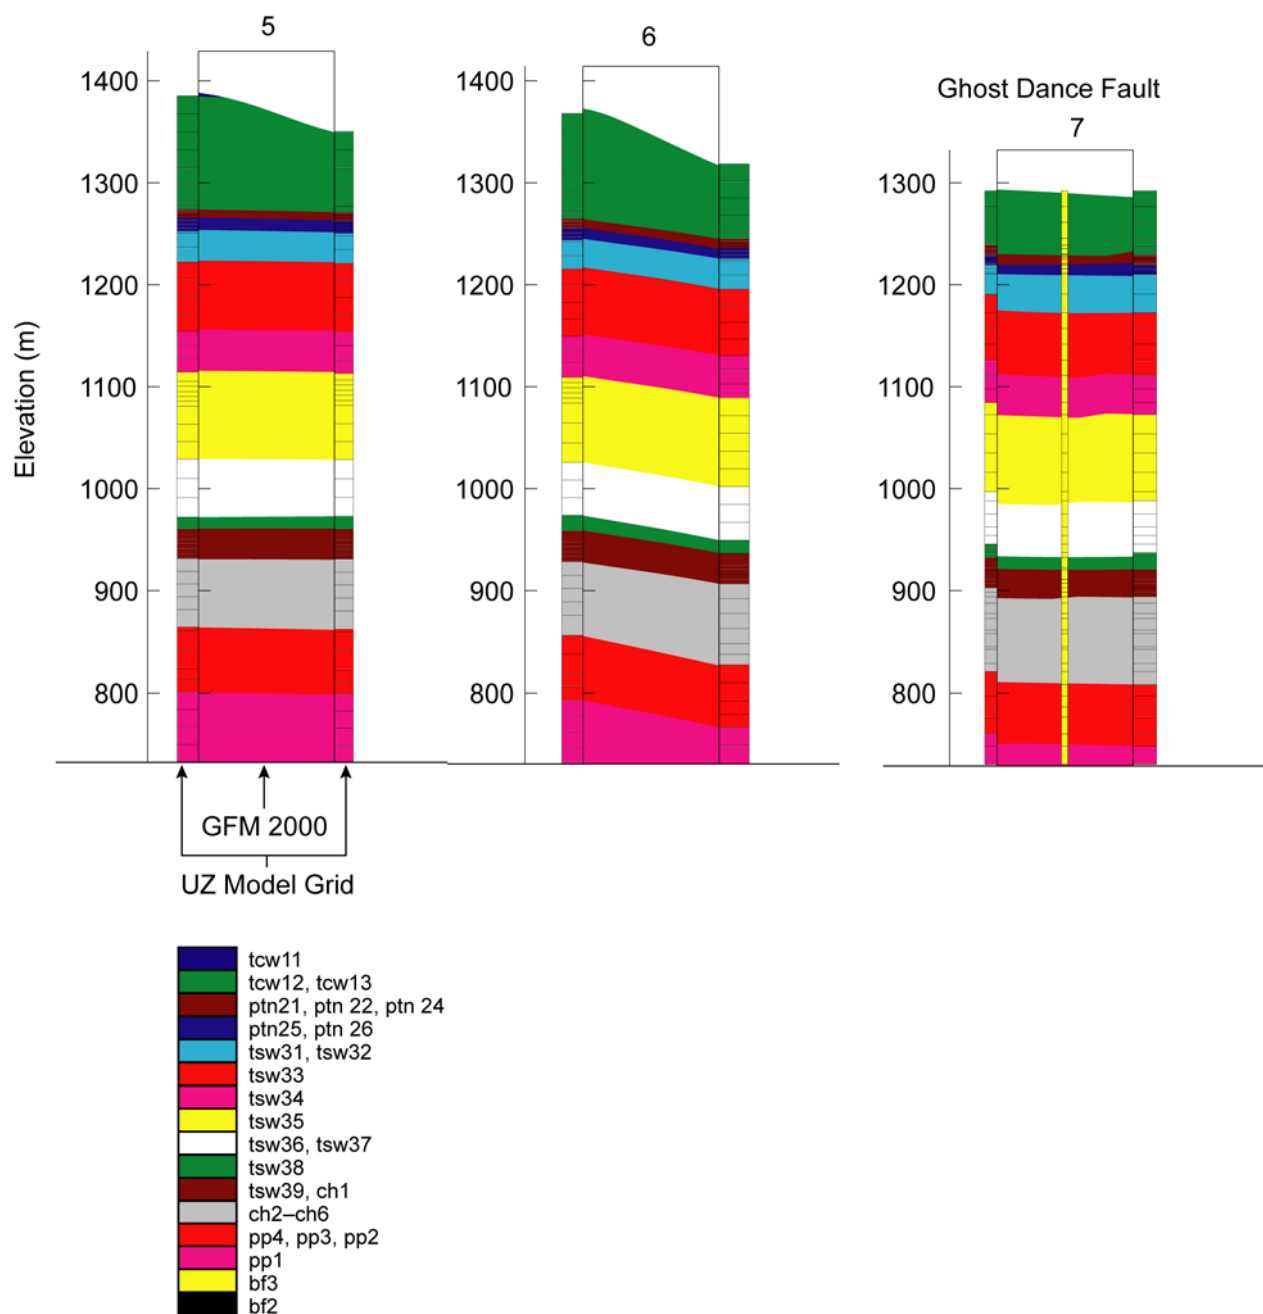 5
6
Ghost Dance Fault
7
Elevation (m)
1400
1300
1200
1100
1000
900
800
1400
1300
1200
1100
1000
900
800
1300
1200
1100
1000
900
800
GFM 2000
UZ Model Grid
tcw11
tcw12, tcw13
ptn21, ptn 22, ptn 24
ptn25, ptn 26
tsw31, tsw32
tsw33
tsw34
tsw35
tsw36, tsw37
tsw38
tsw39, ch1
ch2–ch6
pp4, pp3, pp2
pp1
bf3
bf2